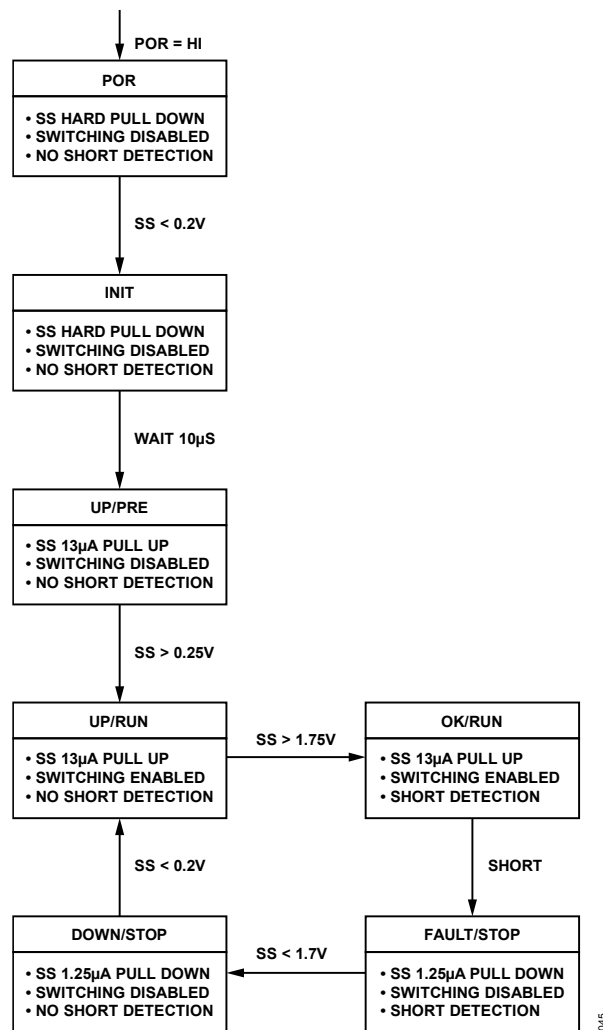 POR = HI
POR
• SS HARD PULL DOWN
• SWITCHING DISABLED
• NO SHORT DETECTION
SS < 0.2V
INIT
• SS HARD PULL DOWN
• SWITCHING DISABLED
• NO SHORT DETECTION
WAIT 10µS
UP/PRE
• SS 13µA PULL UP
• SWITCHING DISABLED
• NO SHORT DETECTION
SS > 0.25V
UP/RUN
• SS 13µA PULL UP
• SWITCHING ENABLED
• NO SHORT DETECTION
SS > 1.75V
OK/RUN
• SS 13µA PULL UP
• SWITCHING ENABLED
• SHORT DETECTION
SS < 0.2V
SHORT
DOWN/STOP
• SS 1.25µA PULL DOWN
• SWITCHING DISABLED
• NO SHORT DETECTION
SS < 1.7V
FAULT/STOP
• SS 1.25µA PULL DOWN
• SWITCHING DISABLED
• SHORT DETECTION